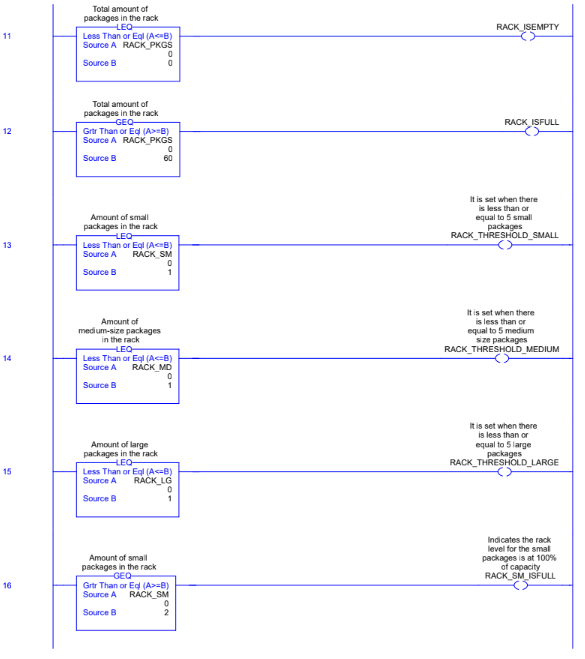 Total amount of
packages in the rack
LEQ
11
Less Than or Eql (A<=B)
Source A RACK_PKGS
0
Source B 0
RACK_ISEMPTY
Total amount of
packages in the rack
GEQ
12
Grtr Than or Eql (A>=B)
Source A RACK_PKGS
0
Source B 60
RACK_ISFULL
Amount of small
packages in the rack
LEQ
13
Less Than or Eql (A<=B)
Source A RACK_SM
0
Source B 1
It is set when there
is less than or
equal to 5 small
packages
RACK_THRESHOLD_SMALL
Amount of
medium-size packages
in the rack
LEQ
14
Less Than or Eql (A<=B)
Source A RACK_MD
0
Source B 1
It is set when there
is less than or
equal to 5 medium
size packages
RACK_THRESHOLD_MEDIUM
Amount of large
packages in the rack
LEQ
15
Less Than or Eql (A<=B)
Source A RACK_LG
0
Source B 1
It is set when there
is less than or
equal to 5 large
packages
RACK_THRESHOLD_LARGE
Amount of small
packages in the rack
GEQ
16
Grtr Than or Eql (A>=B)
Source A RACK_SM
0
Source B 2
Indicates the rack
level for the small
packages is at 100%
of capacity
RACK_SM_ISFULL